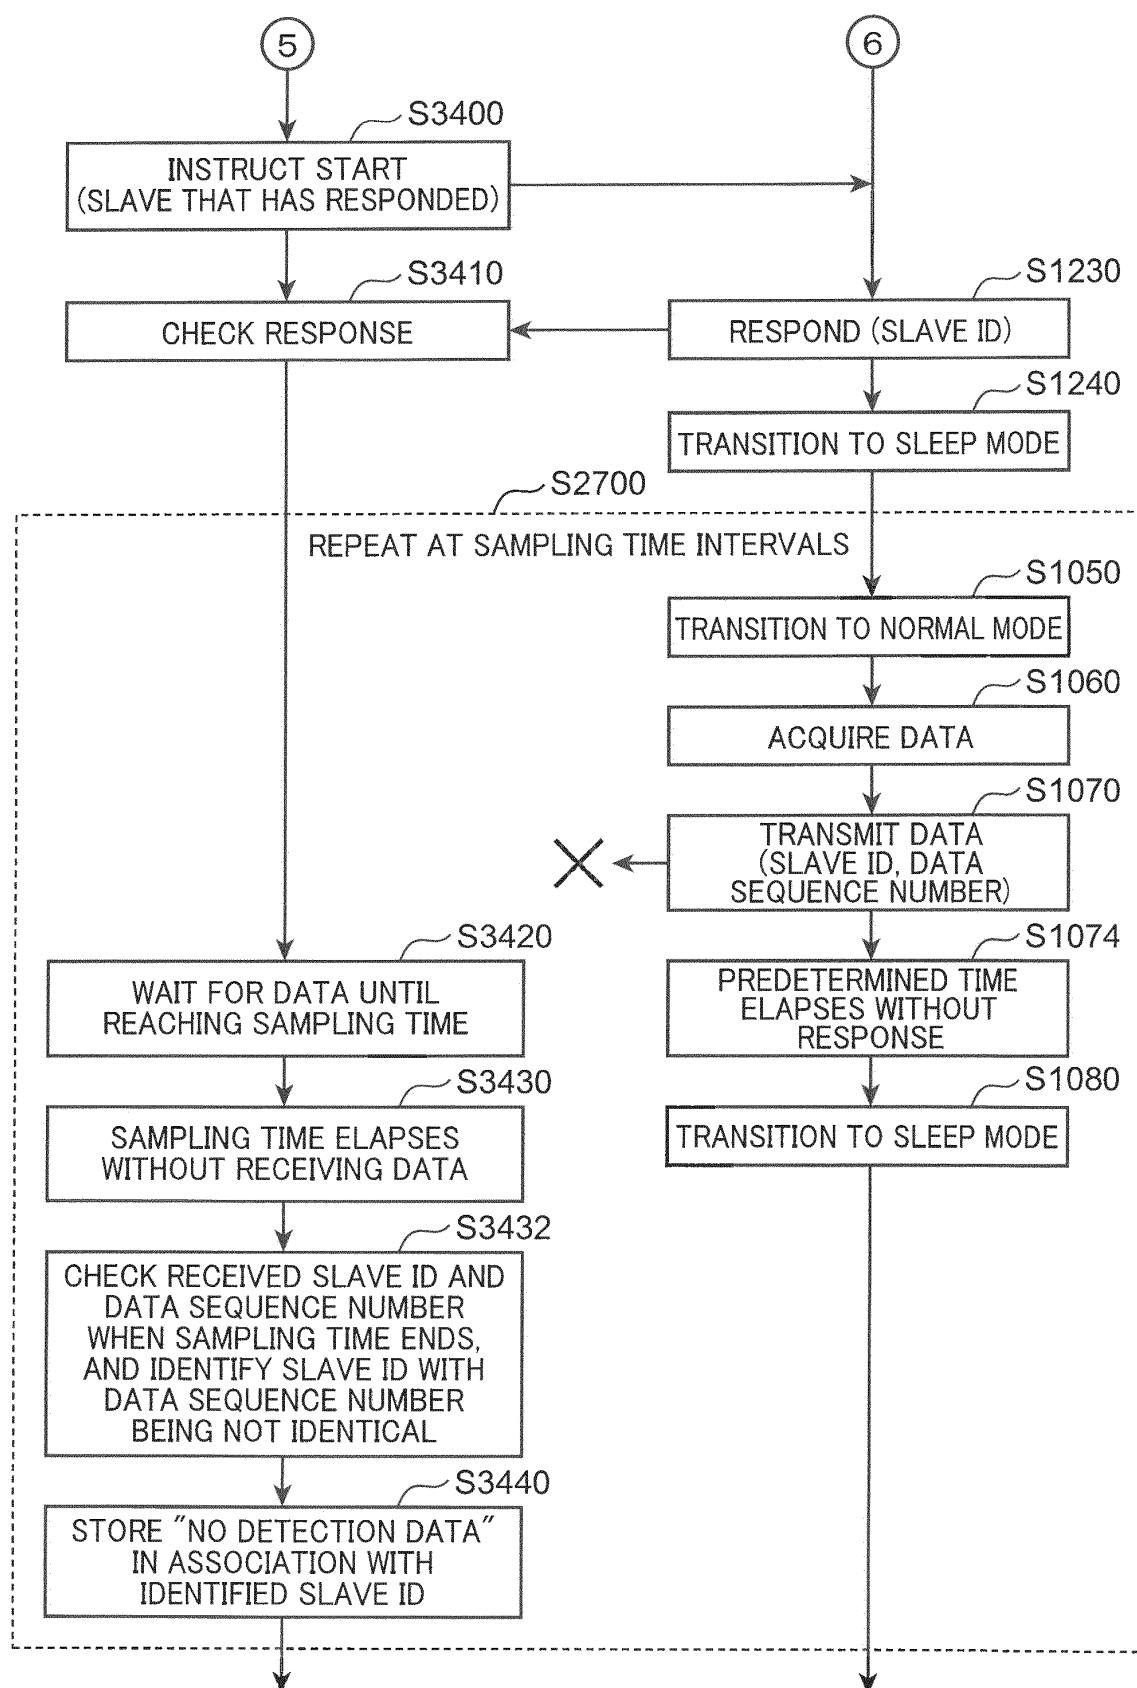 5
6
S3400
INSTRUCT START
(SLAVE THAT HAS RESPONDED)
S3410
CHECK RESPONSE
S1230
RESPOND (SLAVE ID)
S1240
TRANSITION TO SLEEP MODE
S2700
REPEAT AT SAMPLING TIME INTERVALS
S1050
TRANSITION TO NORMAL MODE
S1060
ACQUIRE DATA
S1070
TRANSMIT DATA
(SLAVE ID, DATA
SEQUENCE NUMBER)
S3420
WAIT FOR DATA UNTIL
REACHING SAMPLING TIME
S1074
PREDETERMINED TIME
ELAPSES WITHOUT
RESPONSE
S3430
SAMPLING TIME ELAPSES
WITHOUT RECEIVING DATA
S1080
TRANSITION TO SLEEP MODE
S3432
CHECK RECEIVED SLAVE ID AND
DATA SEQUENCE NUMBER
WHEN SAMPLING TIME ENDS,
AND IDENTIFY SLAVE ID WITH
DATA SEQUENCE NUMBER
BEING NOT IDENTICAL
S3440
STORE "NO DETECTION DATA"
IN ASSOCIATION WITH
IDENTIFIED SLAVE ID